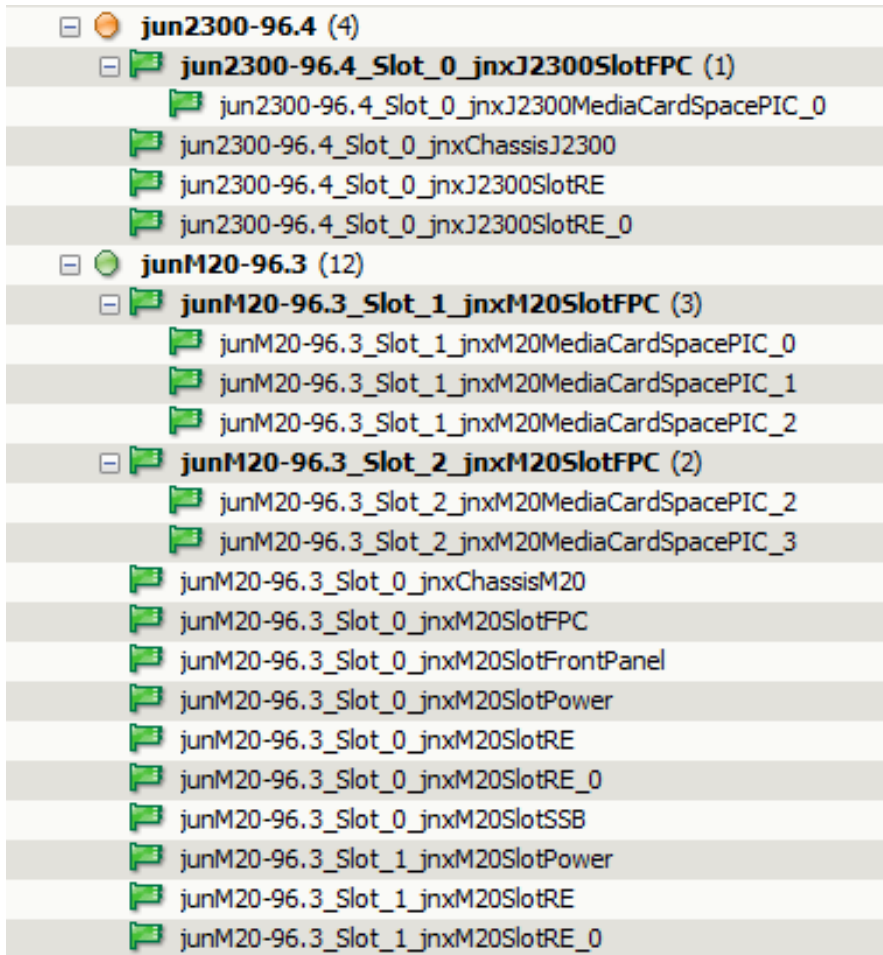 jun2300-96.4 (4)
jun2300-96.4_Slot_0_jnxJ2300SlotFPC (1)
jun2300-96.4_Slot_0_jnxJ2300MediaCardSpacePIC_0
jun2300-96.4_Slot_0_jnxChassisJ2300
jun2300-96.4_Slot_0_jnxJ2300SlotRE
jun2300-96.4_Slot_0_jnxJ2300SlotRE_0
junM20-96.3 (12)
junM20-96.3_Slot_1_jnxM20SlotFPC (3)
junM20-96.3_Slot_1_jnxM20MediaCardSpacePIC_0
junM20-96.3_Slot_1_jnxM20MediaCardSpacePIC_1
junM20-96.3_Slot_1_jnxM20MediaCardSpacePIC_2
junM20-96.3_Slot_2_jnxM20SlotFPC (2)
junM20-96.3_Slot_2_jnxM20MediaCardSpacePIC_2
junM20-96.3_Slot_2_jnxM20MediaCardSpacePIC_3
junM20-96.3_Slot_0_jnxChassisM20
junM20-96.3_Slot_0_jnxM20SlotFPC
junM20-96.3_Slot_0_jnxM20SlotFrontPanel
junM20-96.3_Slot_0_jnxM20SlotPower
junM20-96.3_Slot_0_jnxM20SlotRE
junM20-96.3_Slot_0_jnxM20SlotRE_0
junM20-96.3_Slot_0_jnxM20SlotSSB
junM20-96.3_Slot_1_jnxM20SlotPower
junM20-96.3_Slot_1_jnxM20SlotRE
junM20-96.3_Slot_1_jnxM20SlotRE_0